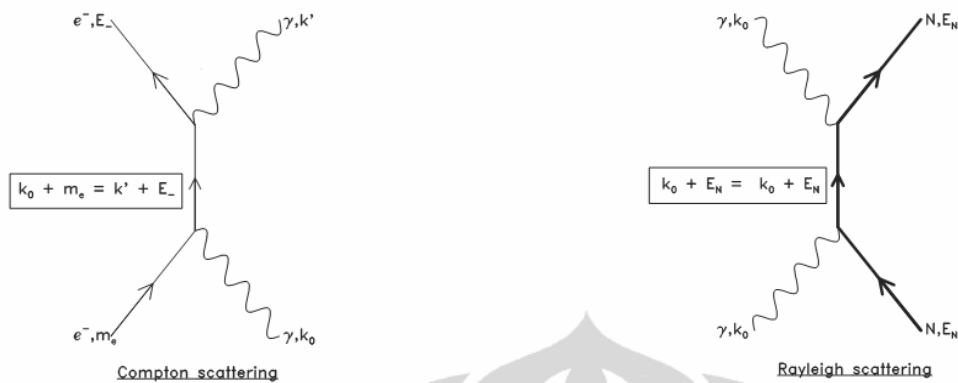 e⁻,E₋
γ,k'
k₀ + mₑ = k' + E₋
e⁻,mₑ
γ,k₀
Compton scattering
γ,k₀
N,E_N
k₀ + E_N = k₀ + E_N
γ,k₀
N,E_N
Rayleigh scattering